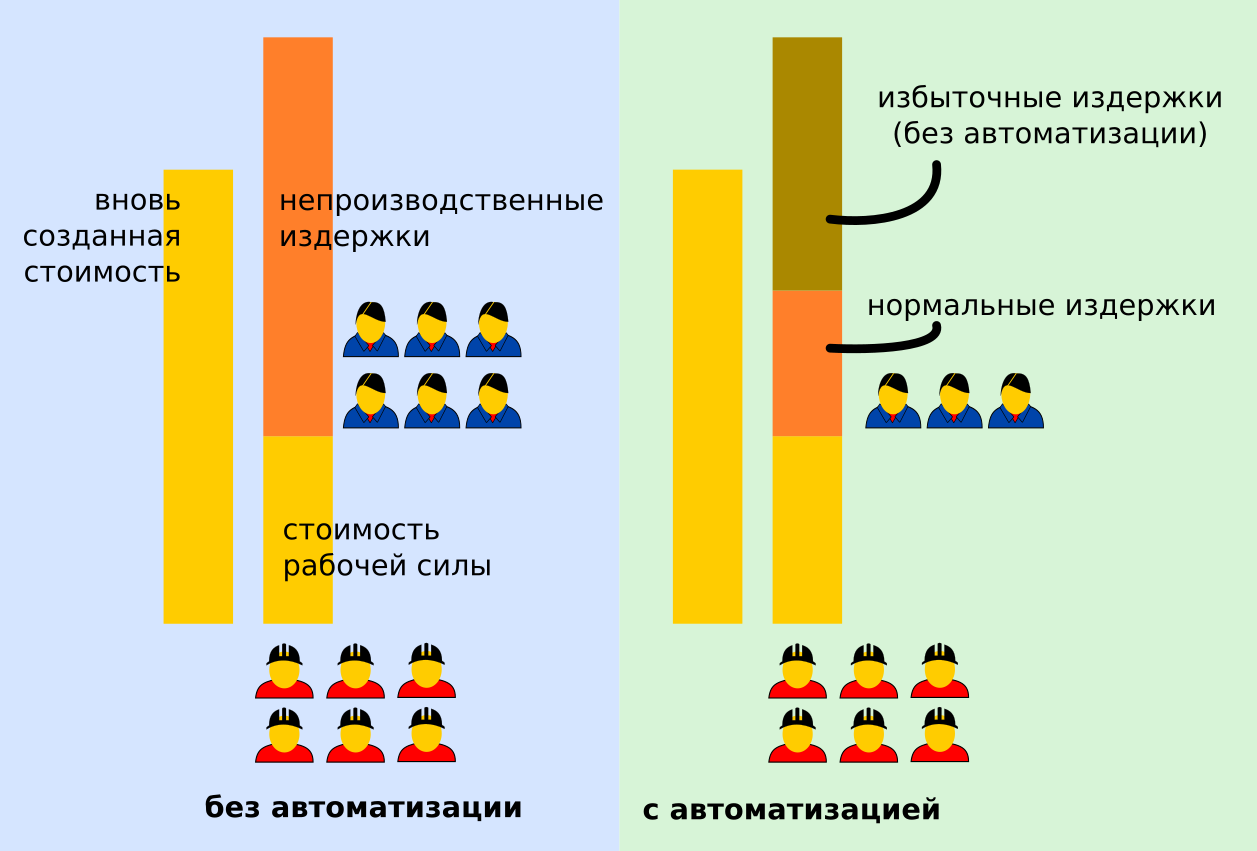 вновь
созданная
стоимость
непроизводственные
издержки
стоимость
рабочей силы
без автоматизации
избыточные издержки
(без автоматизации)
нормальные издержки
с автоматизацией